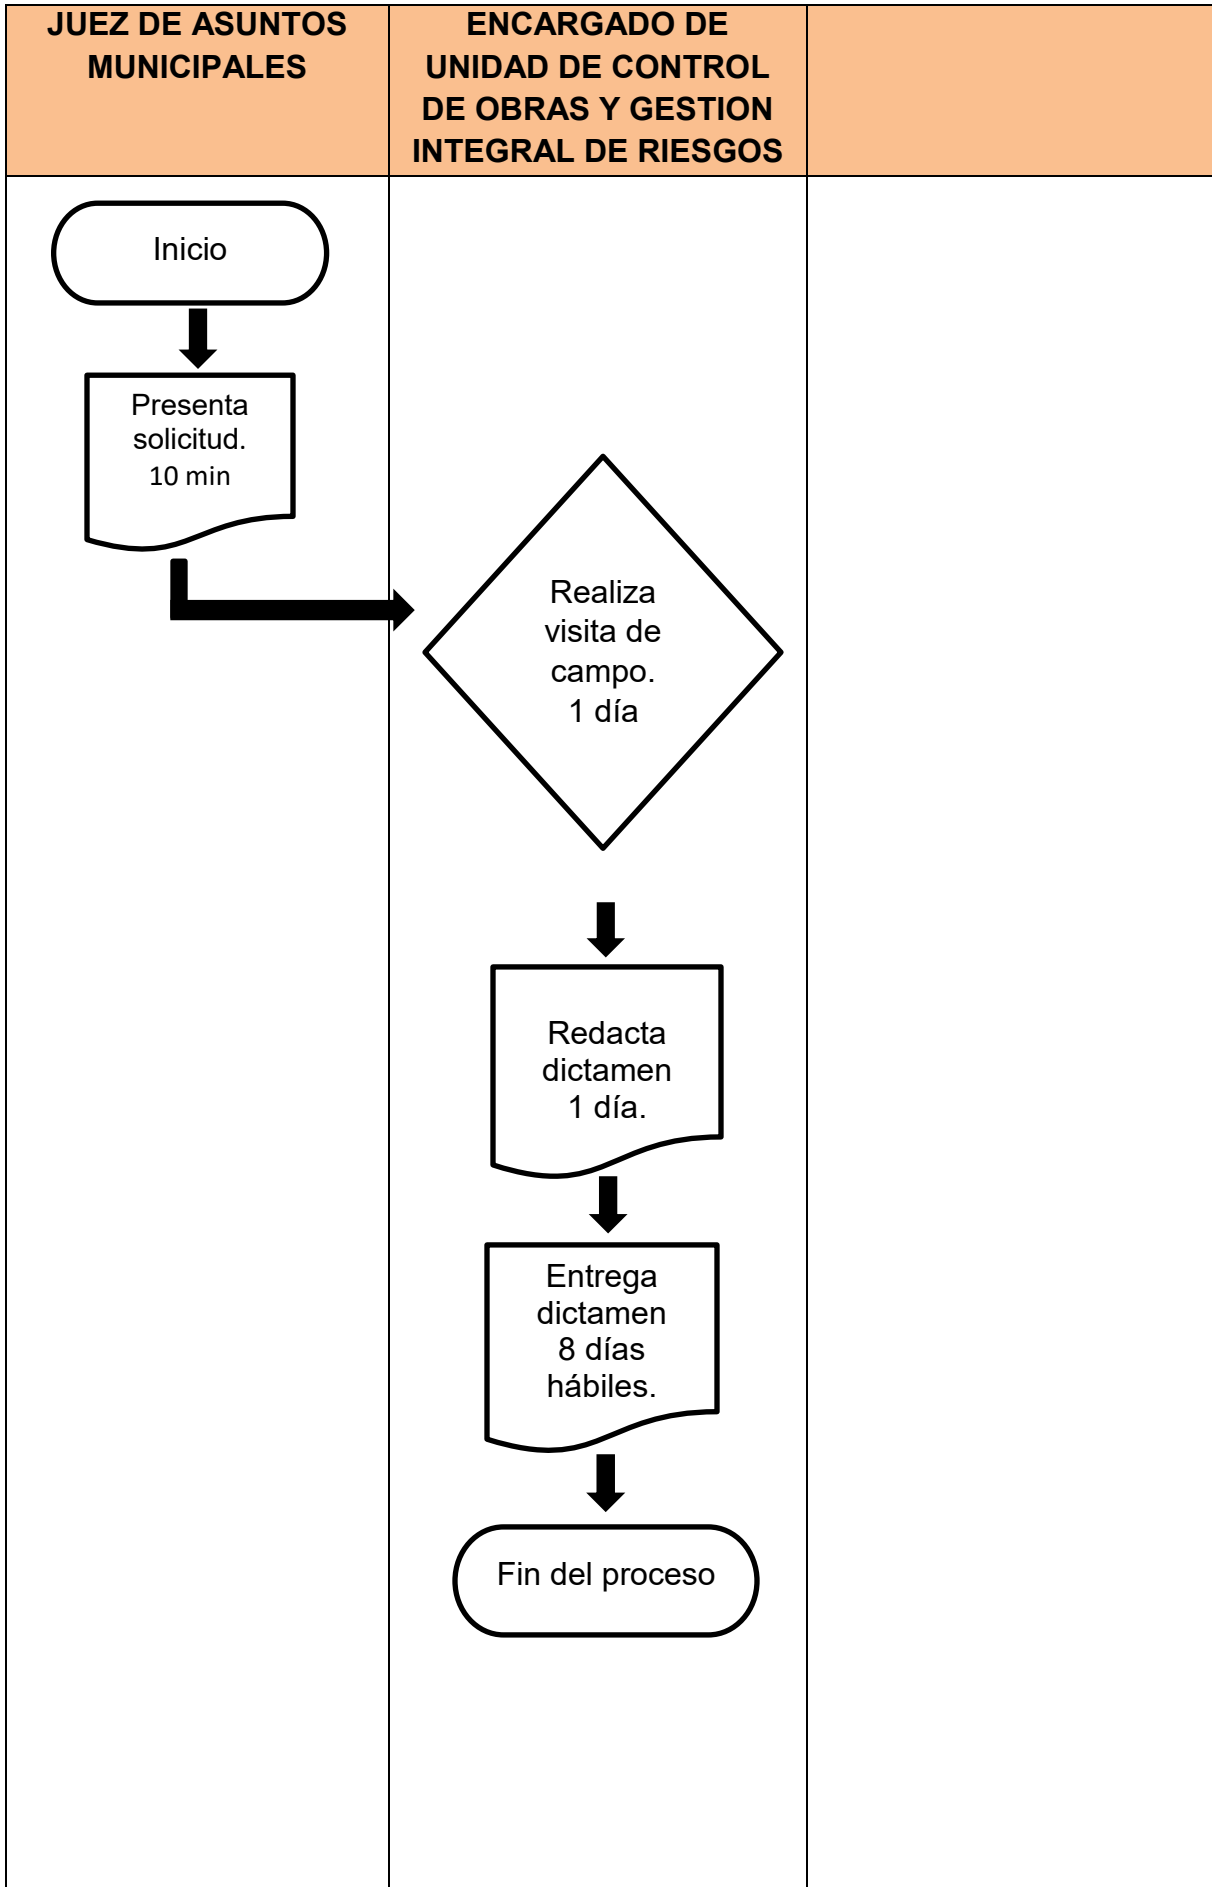 JUEZ DE ASUNTOS
MUNICIPALES
ENCARGADO DE
UNIDAD DE CONTROL
DE OBRAS Y GESTION
INTEGRAL DE RIESGOS
Inicio
Presenta
solicitud.
10 min
Realiza
visita de
campo.
1 día
Redacta
dictamen
1 día.
Entrega
dictamen
8 días
hábiles.
Fin del proceso